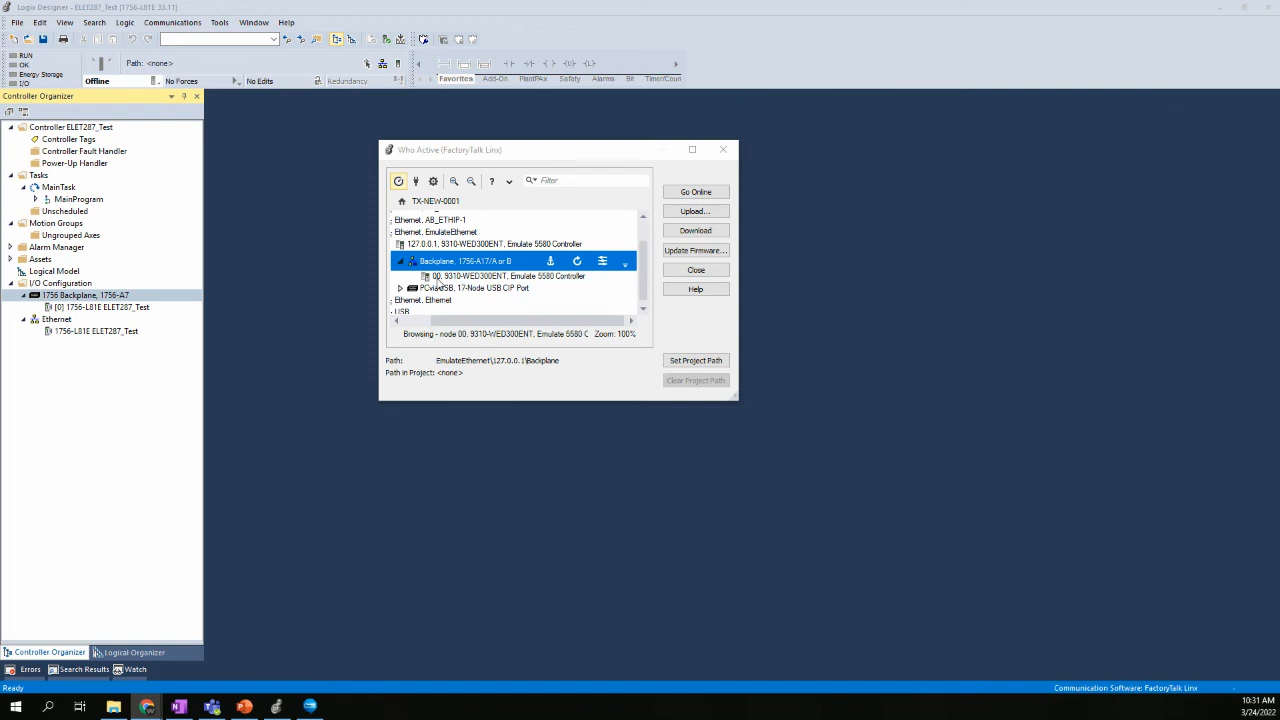 Logix Designer - ELET287_Test (1756-L81E 33.11)
File Edit View Search Logic Communications Tools Window Help
RUN
OK
Energy Storage
I/O
Path: <none>
Offline No Forces No Edits Redundancy
Favorites Add-On PlantPAx Safety Alarms Bit Timer/Coun
Controller Organizer
Controller ELET287_Test
Controller Tags
Controller Fault Handler
Power-Up Handler
Tasks
MainTask
MainProgram
Unscheduled
Motion Groups
Ungrouped Axes
Alarm Manager
Assets
Logical Model
I/O Configuration
1756 Backplane, 1756-A7
[0] 1756-L81E ELET287_Test
Ethernet
1756-L81E ELET287_Test
Who Active (FactoryTalk Linx)
Filter
TX-NEW-0001
Ethernet, AB_ETHIP-1
Ethernet, EmulateEthernet
127.0.0.1, 9310-WED300ENT, Emulate 5580 Controller
Backplane, 1756-A17/A or B
00, 9310-WED300ENT, Emulate 5580 Controller
17-Node USB CIP Port
Ethernet, Ethernet
USB
Browsing - node 00, 9310-WED300ENT, Emulate 5580 C Zoom: 100%
Path: EmulateEthernet\127.0.0.1\Backplane
Path in Project: <none>
Go Online
Upload...
Download
Update Firmware...
Close
Help
Set Project Path
Clear Project Path
Controller Organizer Logical Organizer
Errors Search Results Watch
Ready Communication Software: FactoryTalk Linx
10:31 AM
3/24/2022